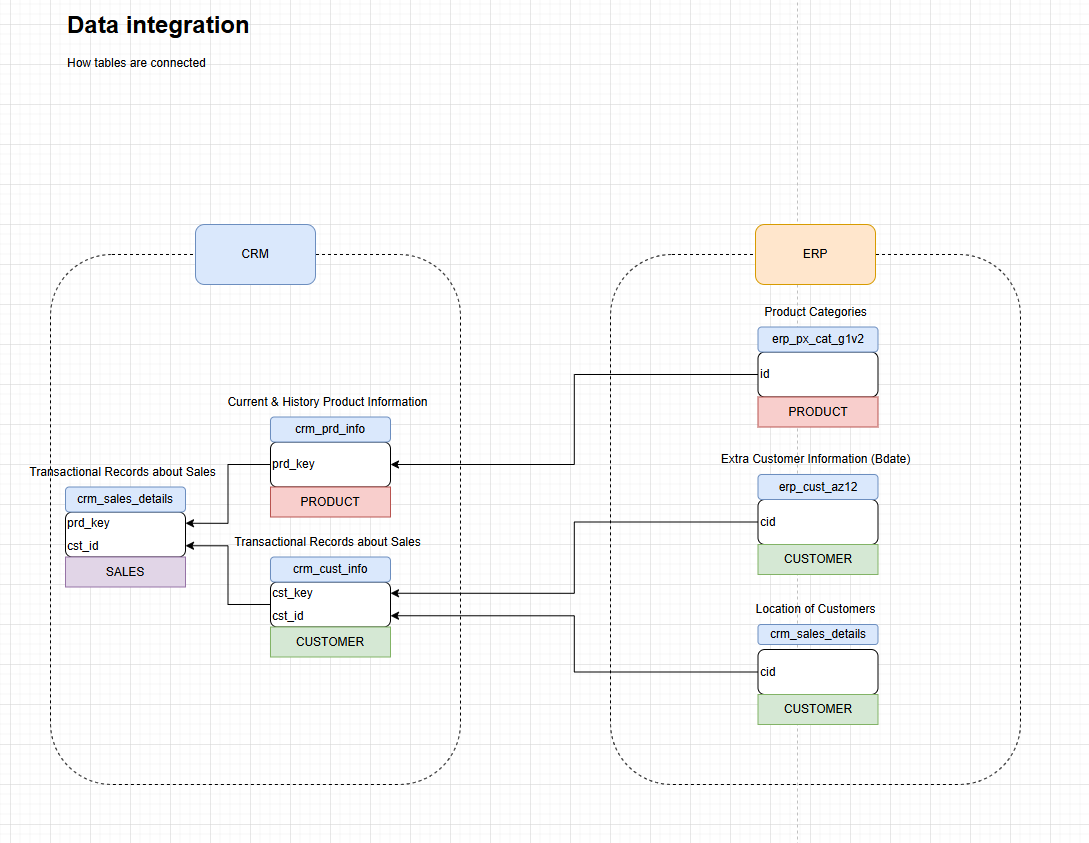 Data integration
How tables are connected
CRM
ERP
Product Categories
erp_px_cat_g1v2
id
PRODUCT
Current & History Product Information
crm_prd_info
prd_key
PRODUCT
Transactional Records about Sales
crm_sales_details
prd_key
cst_id
SALES
Extra Customer Information (Bdate)
erp_cust_az12
cid
CUSTOMER
Transactional Records about Sales
crm_cust_info
cst_key
cst_id
CUSTOMER
Location of Customers
crm_sales_details
cid
CUSTOMER